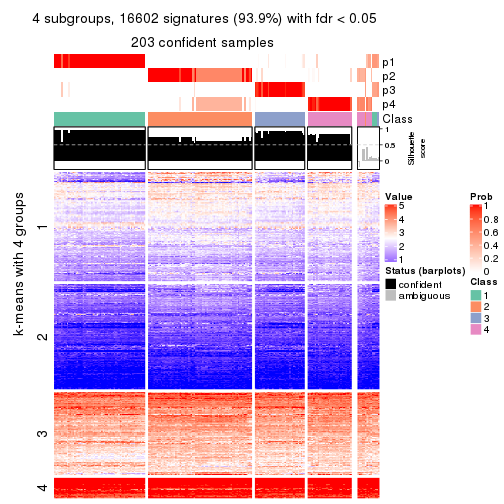 4 subgroups, 16602 signatures (93.9%) with fdr < 0.05
203 confident samples
p1
p2
p3
p4
Class
1
0.5
0
Silhouette
score
k-means with 4 groups
1
2
3
4
Value
5
4
3
2
1
Status (barplots)
confident
ambiguous
Prob
1
0.8
0.6
0.4
0.2
0
Class
1
2
3
4